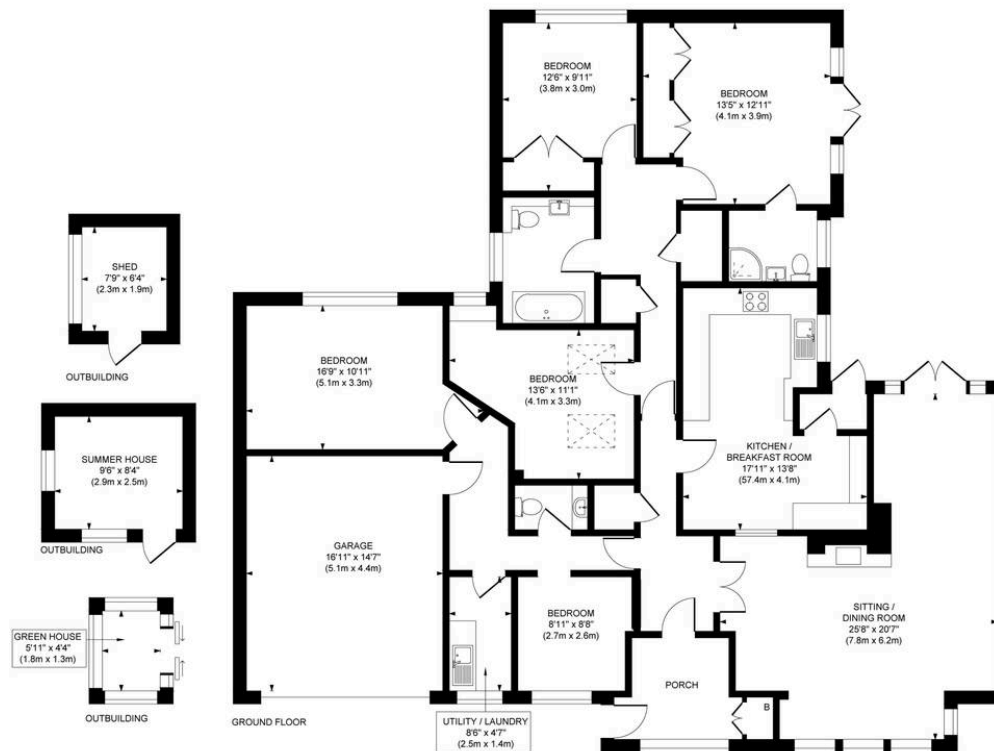 BEDROOM
12'6" x 9'11"
(3.8m x 3.0m)
BEDROOM
13'5" x 12'11"
(4.1m x 3.9m)
SHED
7'9" x 6'4"
(2.3m x 1.9m)
OUTBUILDING
BEDROOM
16'9" x 10'11"
(5.1m x 3.3m)
BEDROOM
13'6" x 11'1"
(4.1m x 3.3m)
KITCHEN /
BREAKFAST ROOM
17'11" x 13'8"
(57.4m x 4.1m)
SUMMER HOUSE
9'6" x 8'4"
(2.9m x 2.5m)
OUTBUILDING
GARAGE
16'11" x 14'7"
(5.1m x 4.4m)
BEDROOM
8'11" x 8'8"
(2.7m x 2.6m)
SITTING /
DINING ROOM
25'8" x 20'7"
(7.8m x 6.2m)
GREEN HOUSE
5'11" x 4'4"
(1.8m x 1.3m)
OUTBUILDING
PORCH
B
GROUND FLOOR
UTILITY / LAUNDRY
8'6" x 4'7"
(2.5m x 1.4m)